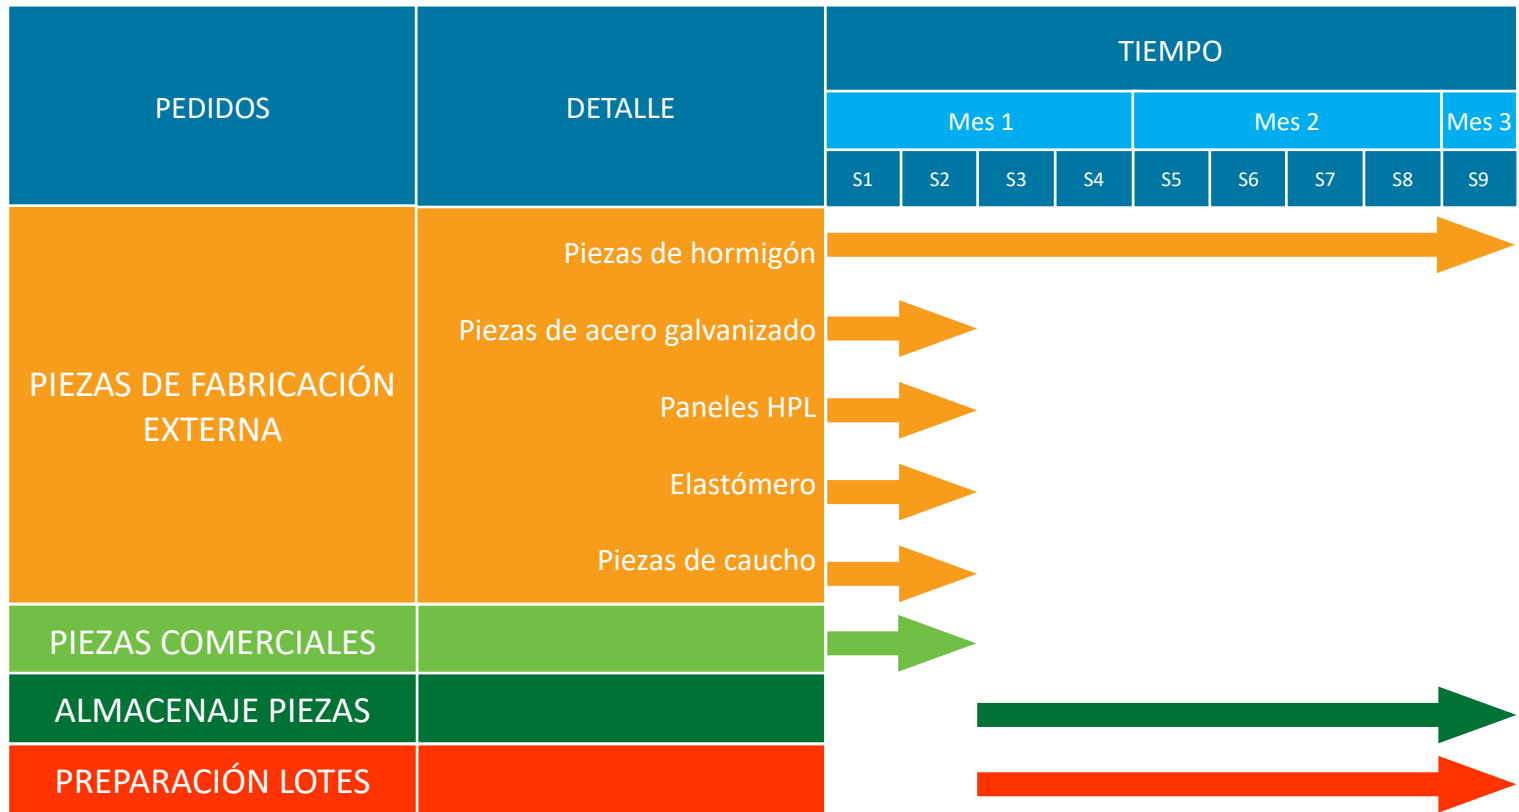 PEDIDOS
DETALLE
TIEMPO
Mes 1
Mes 2
Mes 3
S1
S2
S3
S4
S5
S6
S7
S8
S9
PIEZAS DE FABRICACIÓN
EXTERNA
Piezas de hormigón
Piezas de acero galvanizado
Paneles HPL
Elastómero
Piezas de caucho
PIEZAS COMERCIALES
ALMACENAJE PIEZAS
PREPARACIÓN LOTES